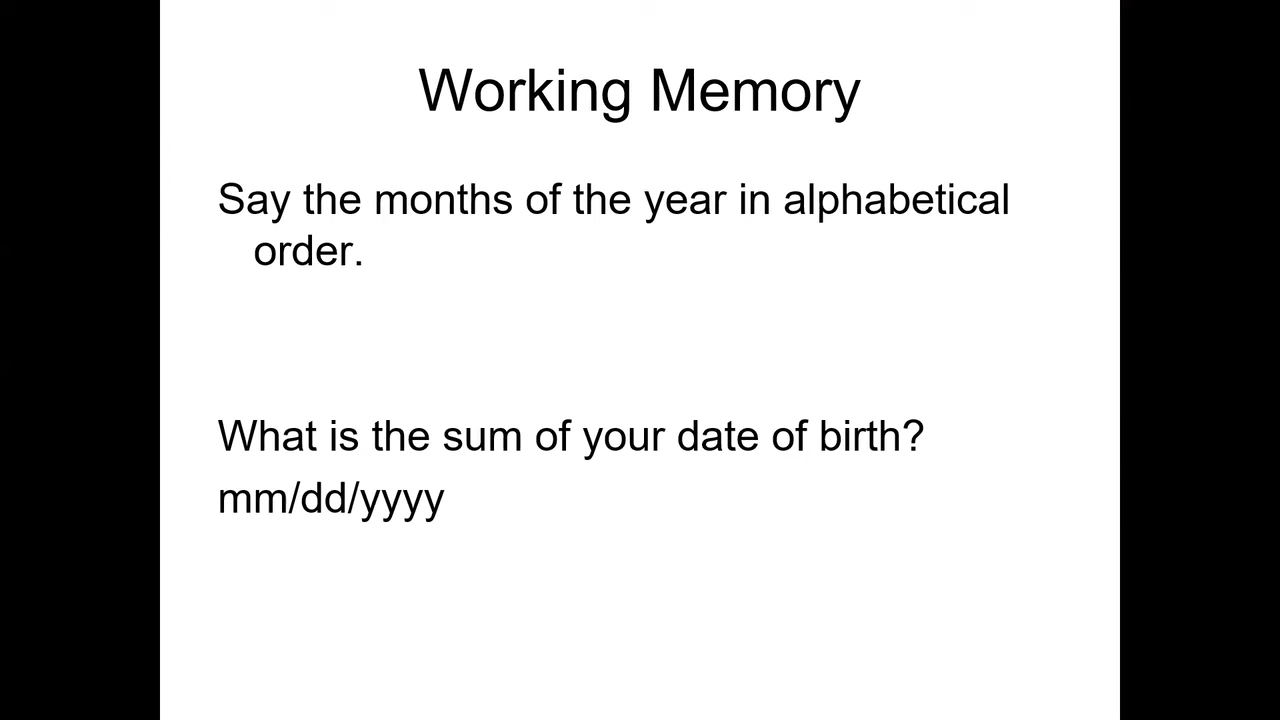 Working Memory
Say the months of the year in alphabetical
order.
What is the sum of your date of birth?
mm/dd/yyyy